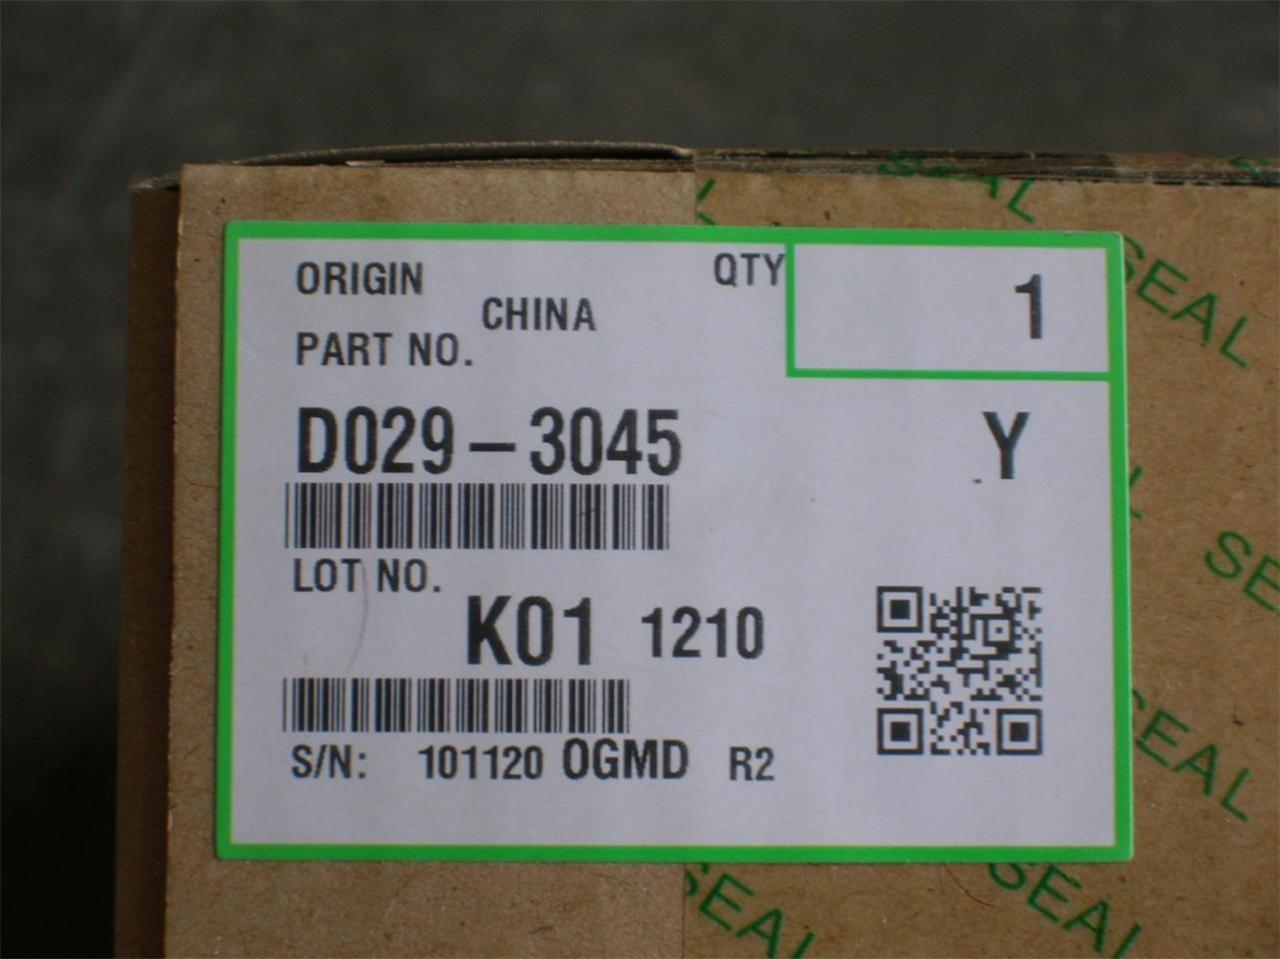 SEAL
SEAL
ORIGIN
QTY
1
CHINA
PART NO.
D029-3045
Y
LOT NO.
K01 1210
S/N: 101120 OGMD R2
SEAL
SEAL
SEAL